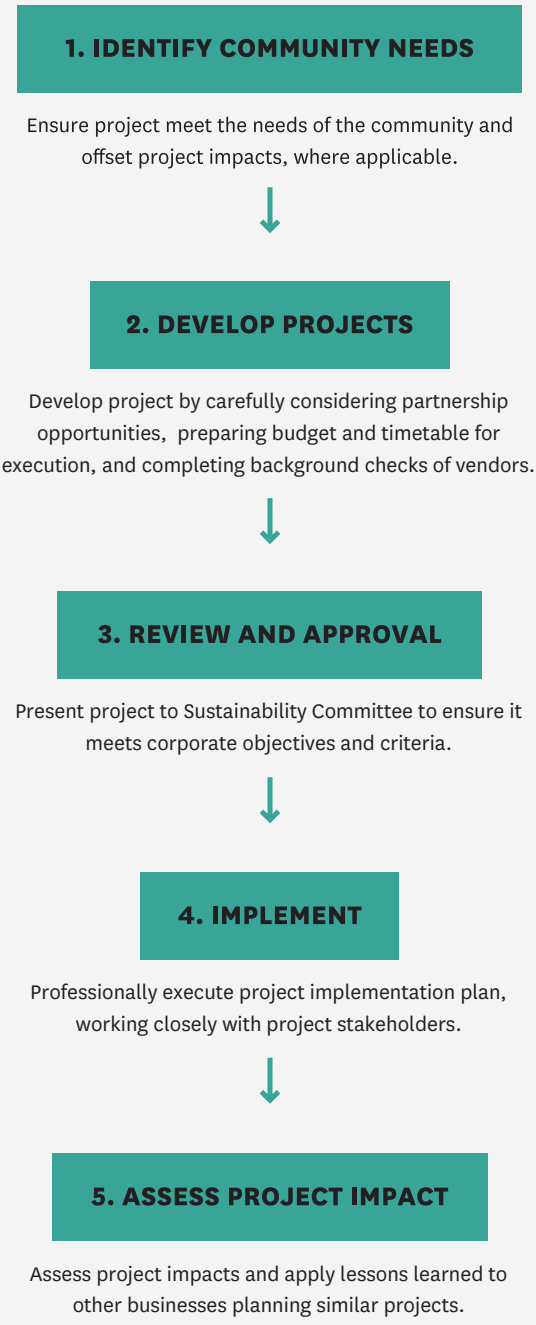 1. IDENTIFY COMMUNITY NEEDS
Ensure project meet the needs of the community and
offset project impacts, where applicable.
2. DEVELOP PROJECTS
Develop project by carefully considering partnership
opportunities,  preparing budget and timetable for
execution, and completing background checks of vendors.
3. REVIEW AND APPROVAL
Present project to Sustainability Committee to ensure it
meets corporate objectives and criteria.
4. IMPLEMENT
Professionally execute project implementation plan,
working closely with project stakeholders.
5. ASSESS PROJECT IMPACT
Assess project impacts and apply lessons learned to
other businesses planning similar projects.